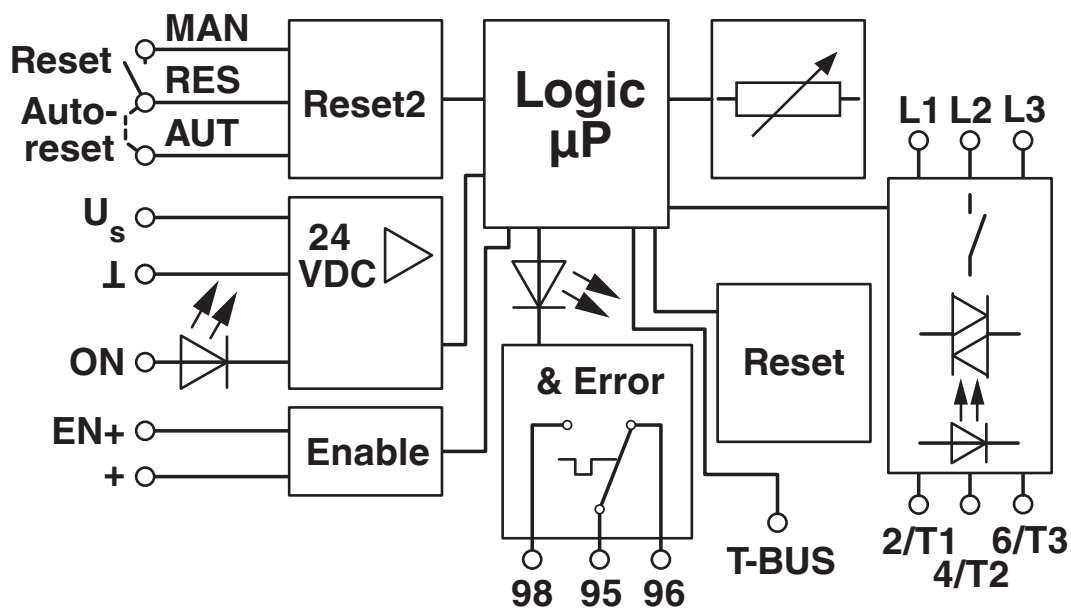 MAN
Reset
RES
Auto-
reset
AUT
Reset2
Logic
µP
L1 L2 L3
Us
24
VDC
⊥
ON
EN+
+
Enable
& Error
Reset
98 95 96
T-BUS
2/T1 6/T3
4/T2